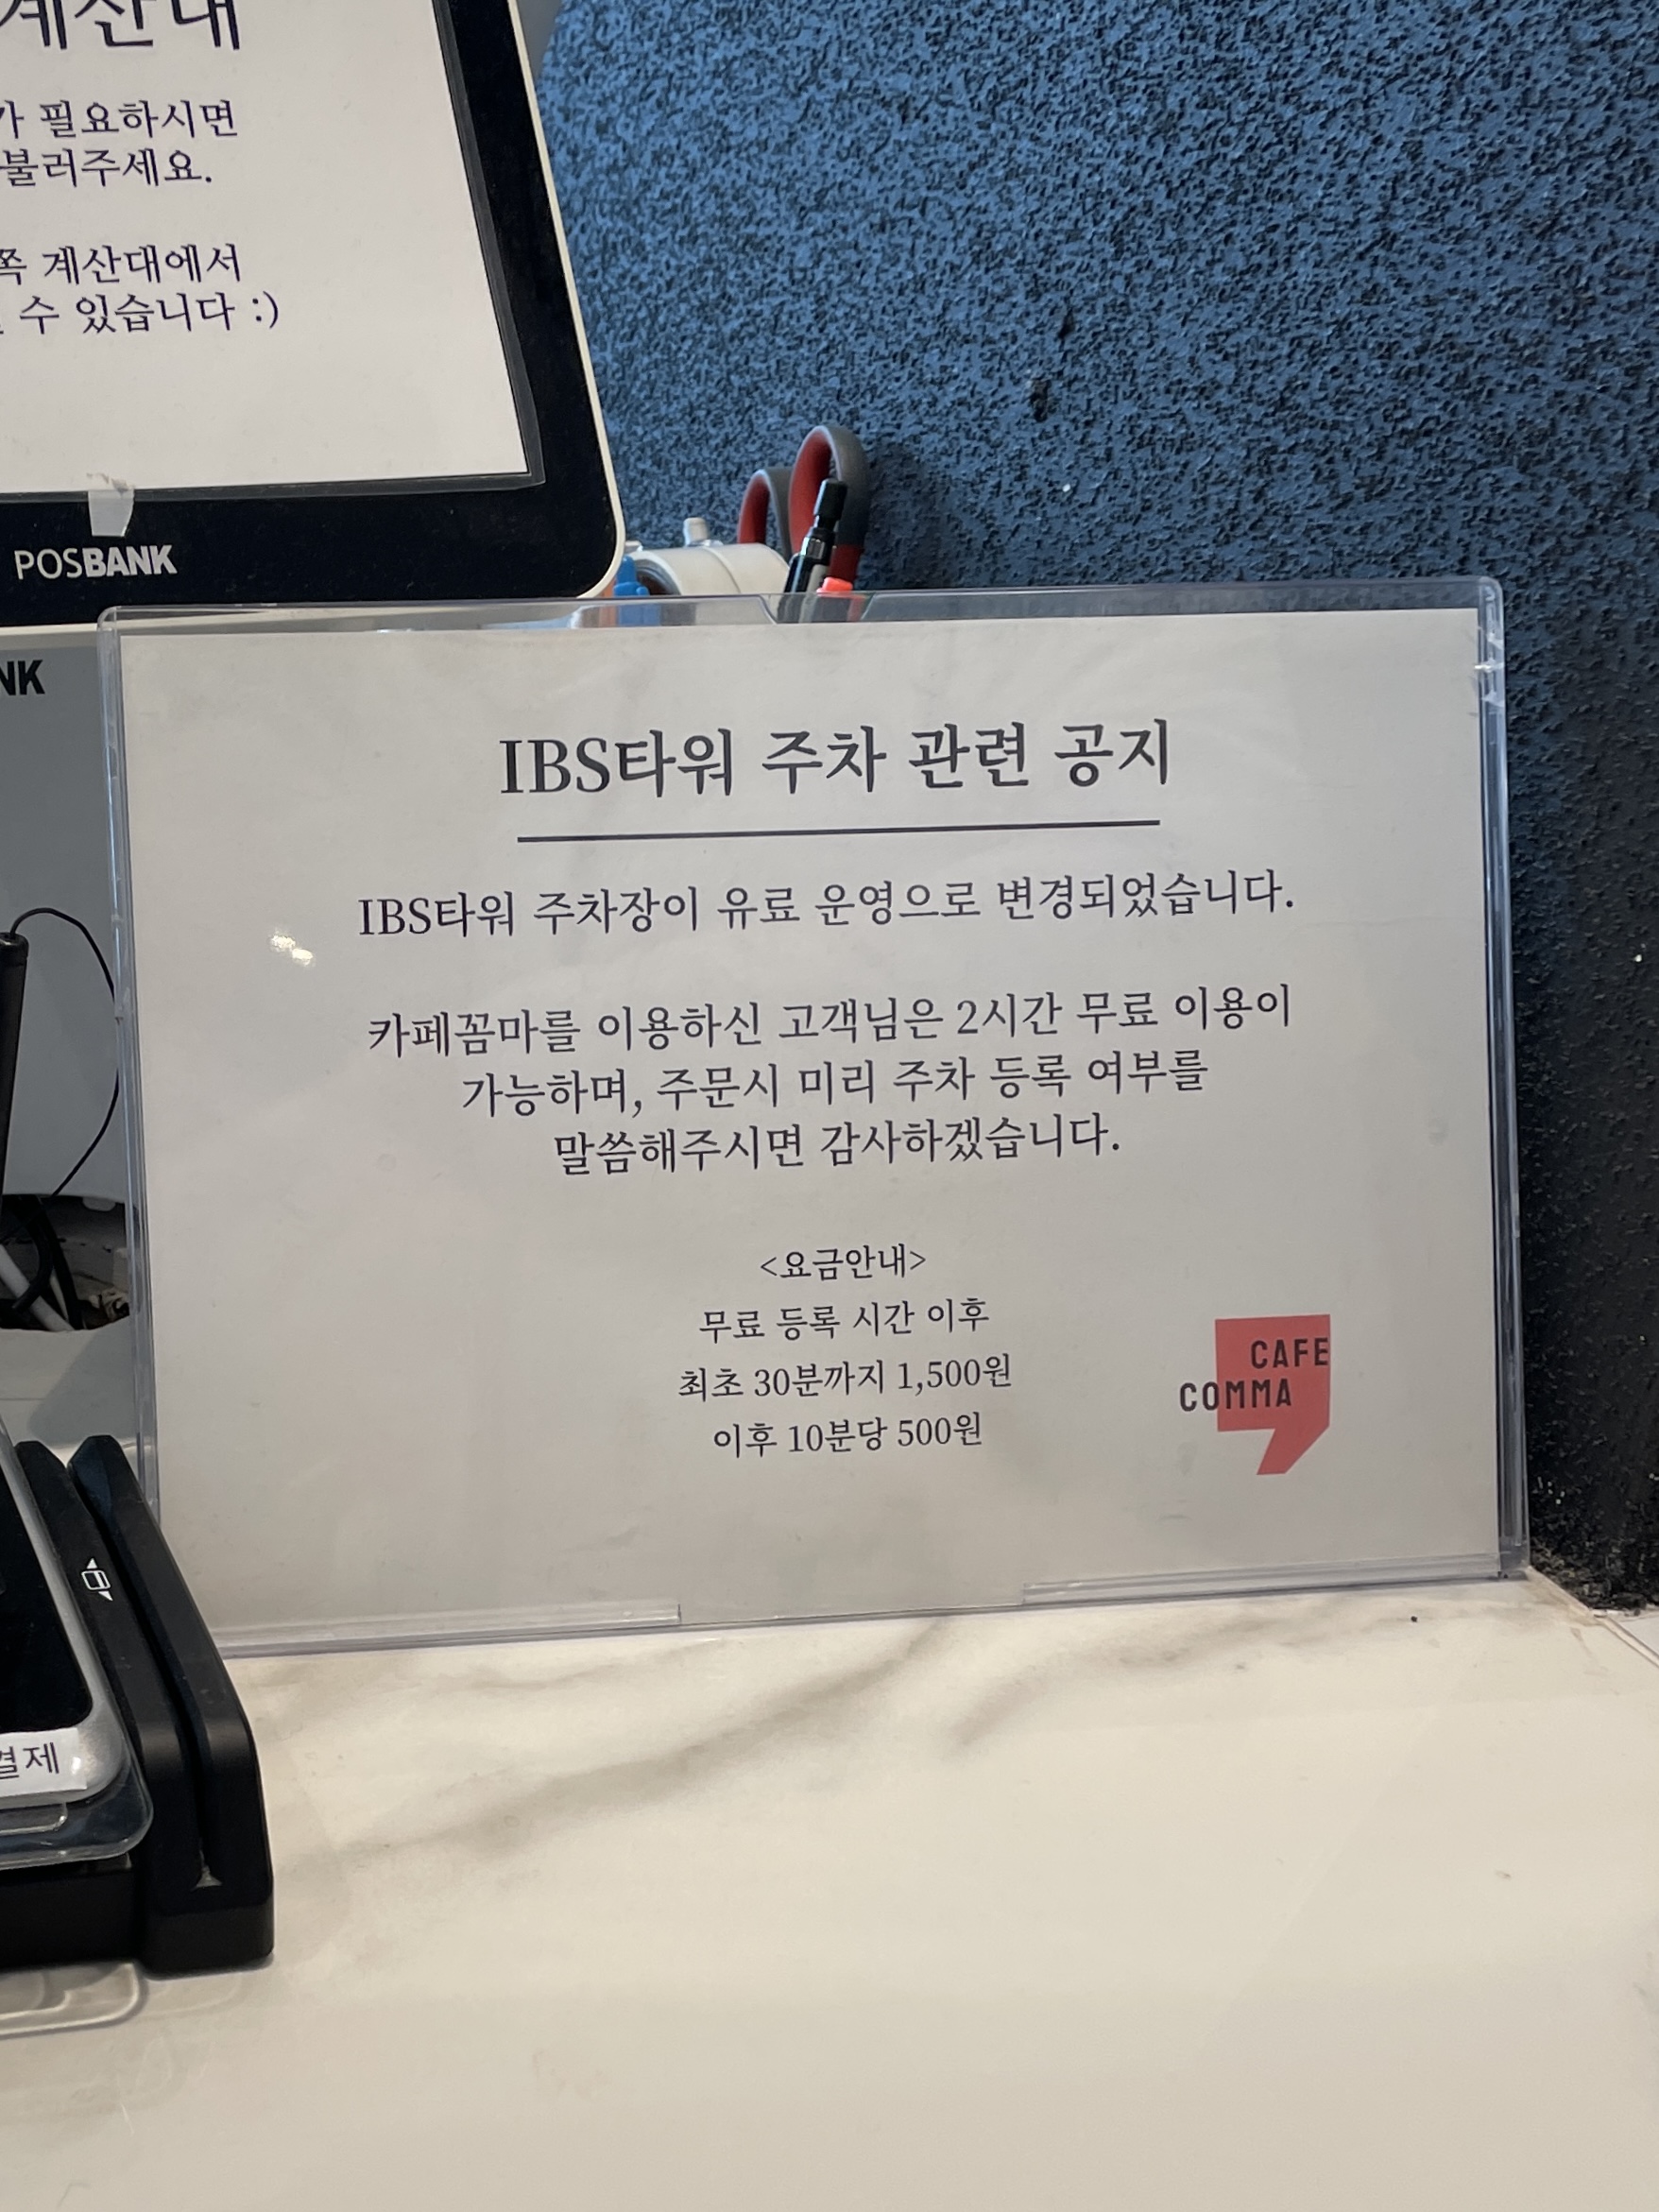 계산대
가 필요하시면
불러주세요.
쪽 계산대에서
수 있습니다 :)
POSBANK
NK
IBS타워 주차 관련 공지
IBS타워 주차장이 유료 운영으로 변경되었습니다.
카페꼼마를 이용하신 고객님은 2시간 무료 이용이
가능하며, 주문시 미리 주차 등록 여부를
말씀해주시면 감사하겠습니다.
<요금안내>
무료 등록 시간 이후
최초 30분까지 1,500원
이후 10분당 500원
CAFE
COMMA
결제